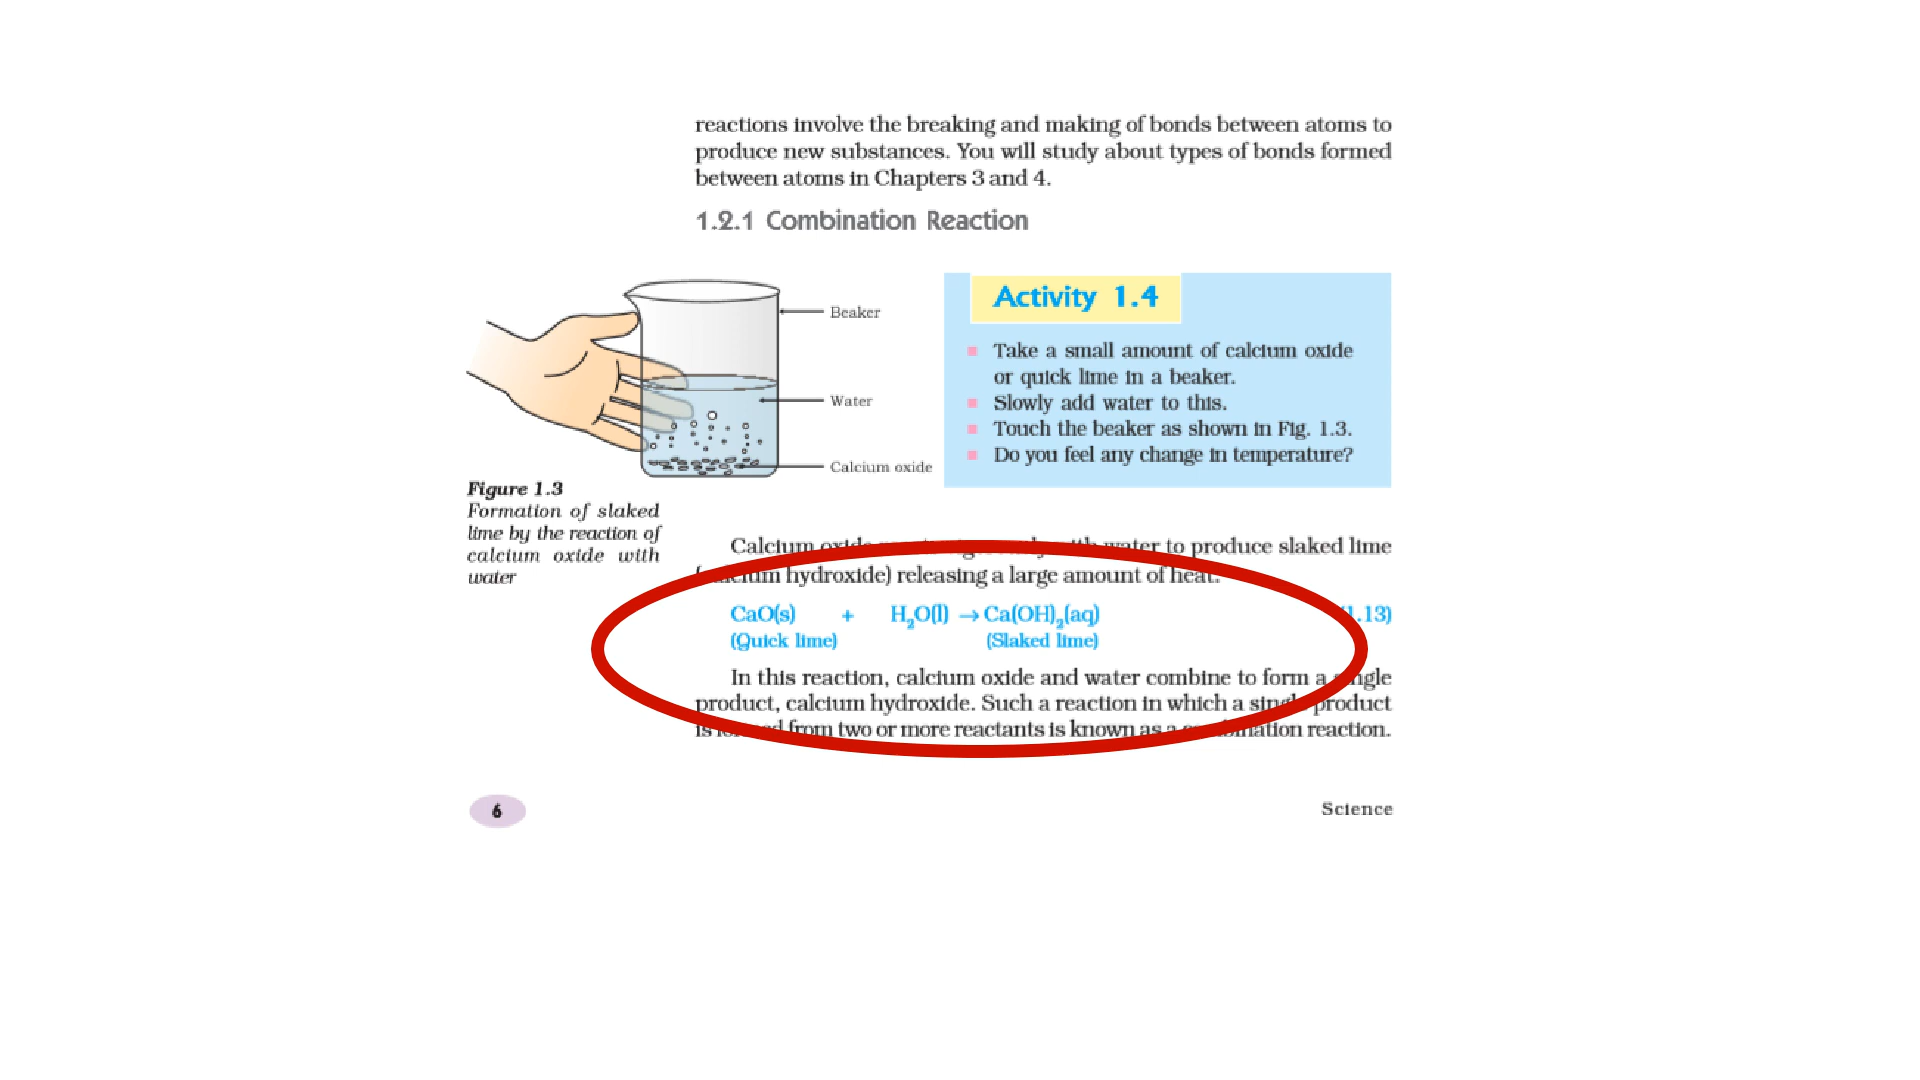 reactions involve the breaking and making of bonds between atoms to
produce new substances. You will study about types of bonds formed
between atoms in Chapters 3 and 4.
1.2.1 Combination Reaction
Beaker
Water
Calcium oxide
Figure 1.3
Formation of slaked
lime by the reaction of
calcium oxide with
water
Activity 1.4
Take a small amount of calcium oxide
or quick lime in a beaker.
Slowly add water to this.
Touch the beaker as shown in Fig. 1.3.
Do you feel any change in temperature?
Calcium oxide with water to produce slaked lime
hydroxide) releasing a large amount of heat.
CaO(s) + H₂O(l) → Ca(OH)₂(aq) (1.13)
(Quick lime) (Slaked lime)
In this reaction, calcium oxide and water combine to form a single
product, calcium hydroxide. Such a reaction in which a single product
is from two or more reactants is known as a combination reaction.
6
Science